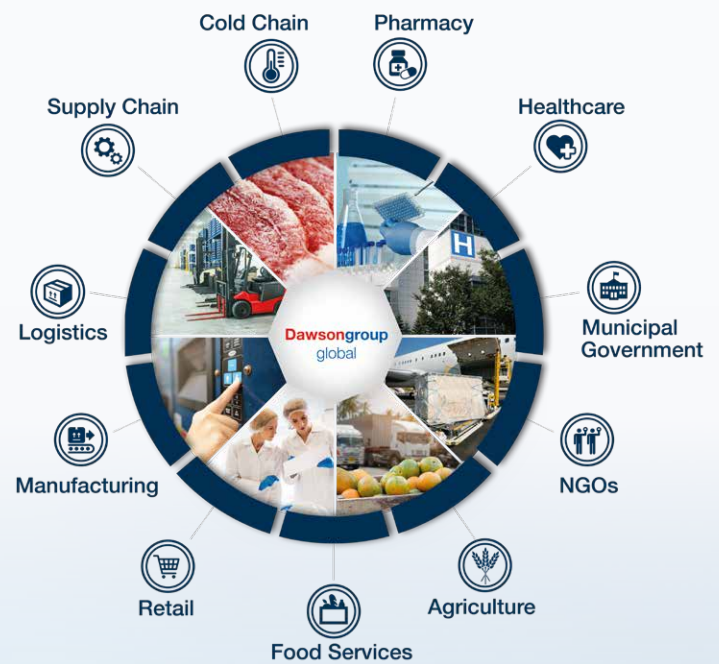 Cold Chain
Pharmacy
Supply Chain
Healthcare
H
Logistics
Dawsongroup
global
Municipal
Government
Manufacturing
NGOs
Retail
Agriculture
Food Services